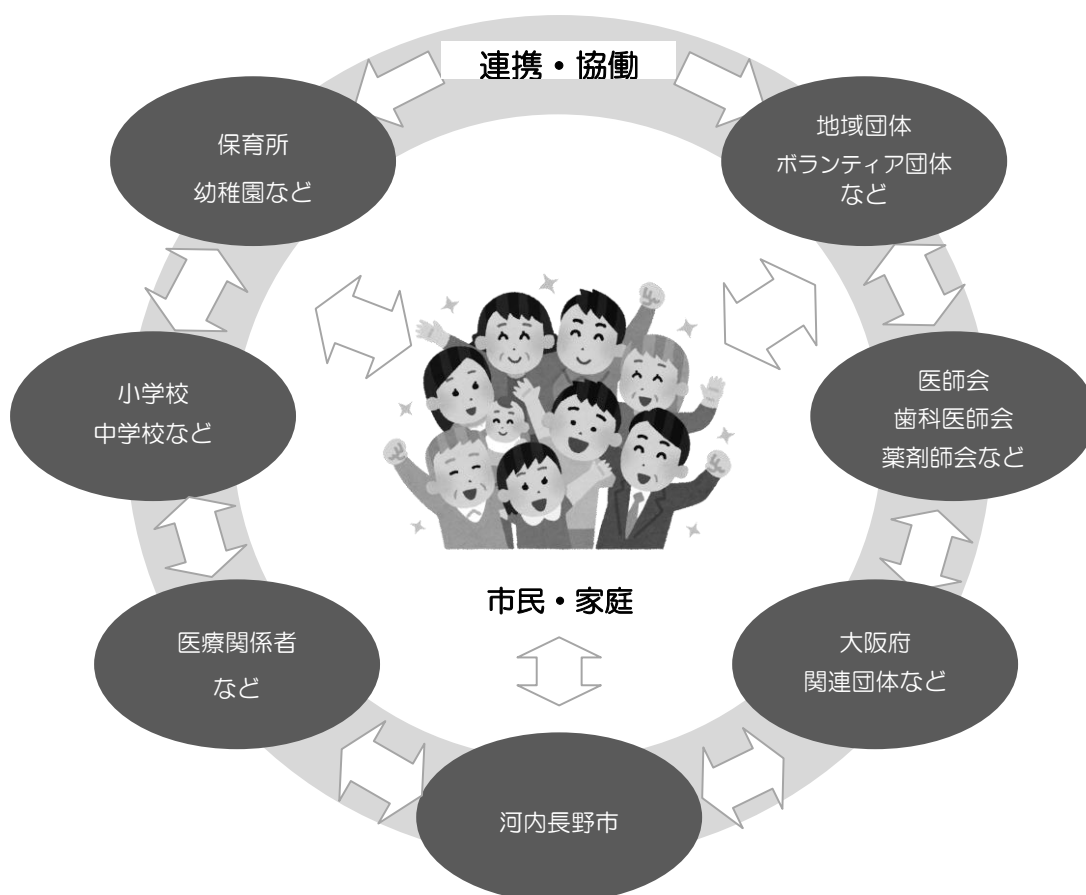 連携・協働
保育所
幼稚園など
地域団体
ボランティア団体
など
小学校
中学校など
医師会
歯科医師会
薬剤師会など
市民・家庭
医療関係者
など
大阪府
関連団体など
河内長野市